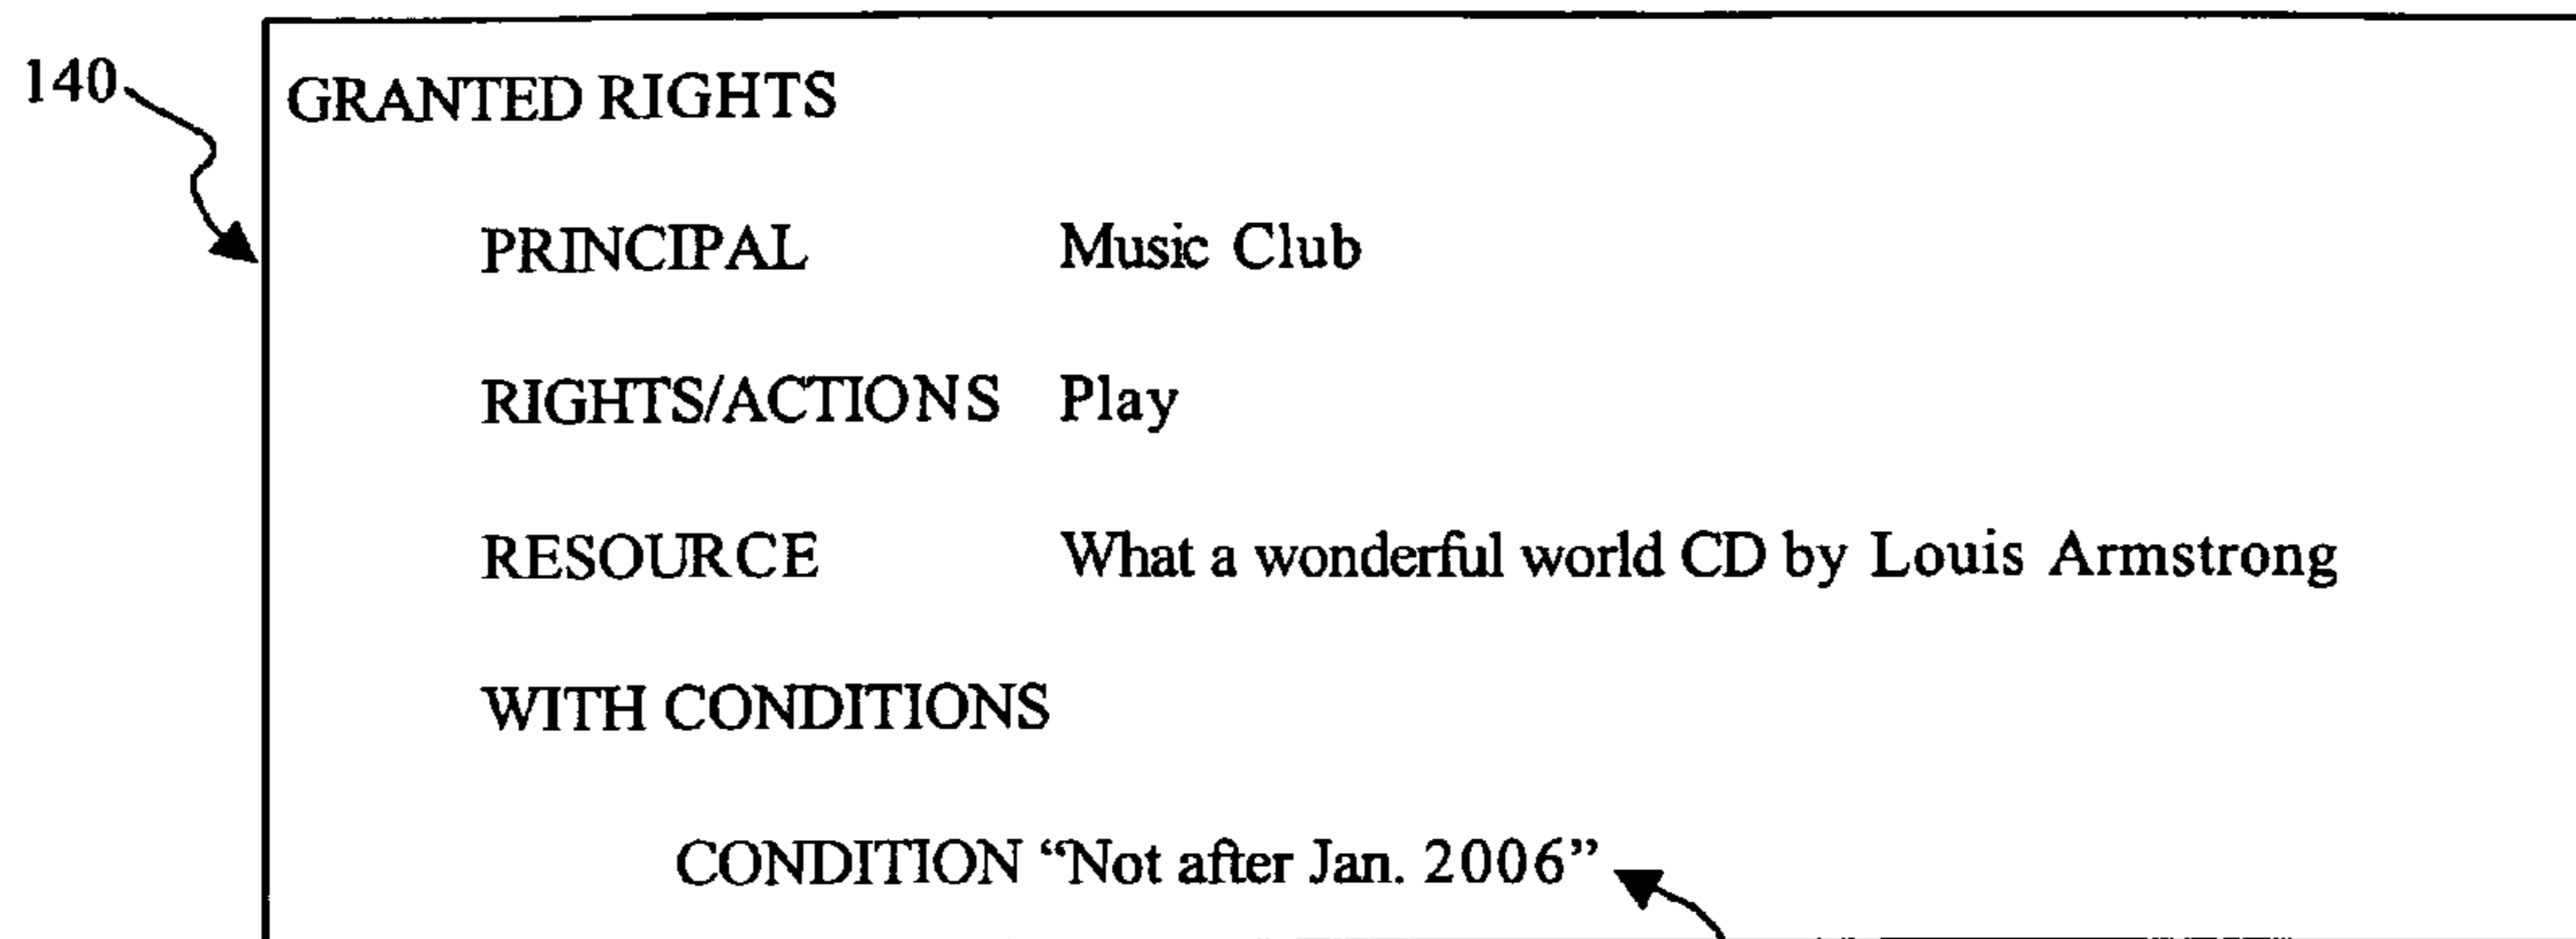 140
GRANTED RIGHTS
PRINCIPAL Music Club
RIGHTS/ACTIONS Play
RESOURCE What a wonderful world CD by Louis Armstrong
WITH CONDITIONS
CONDITION “Not after Jan. 2006”